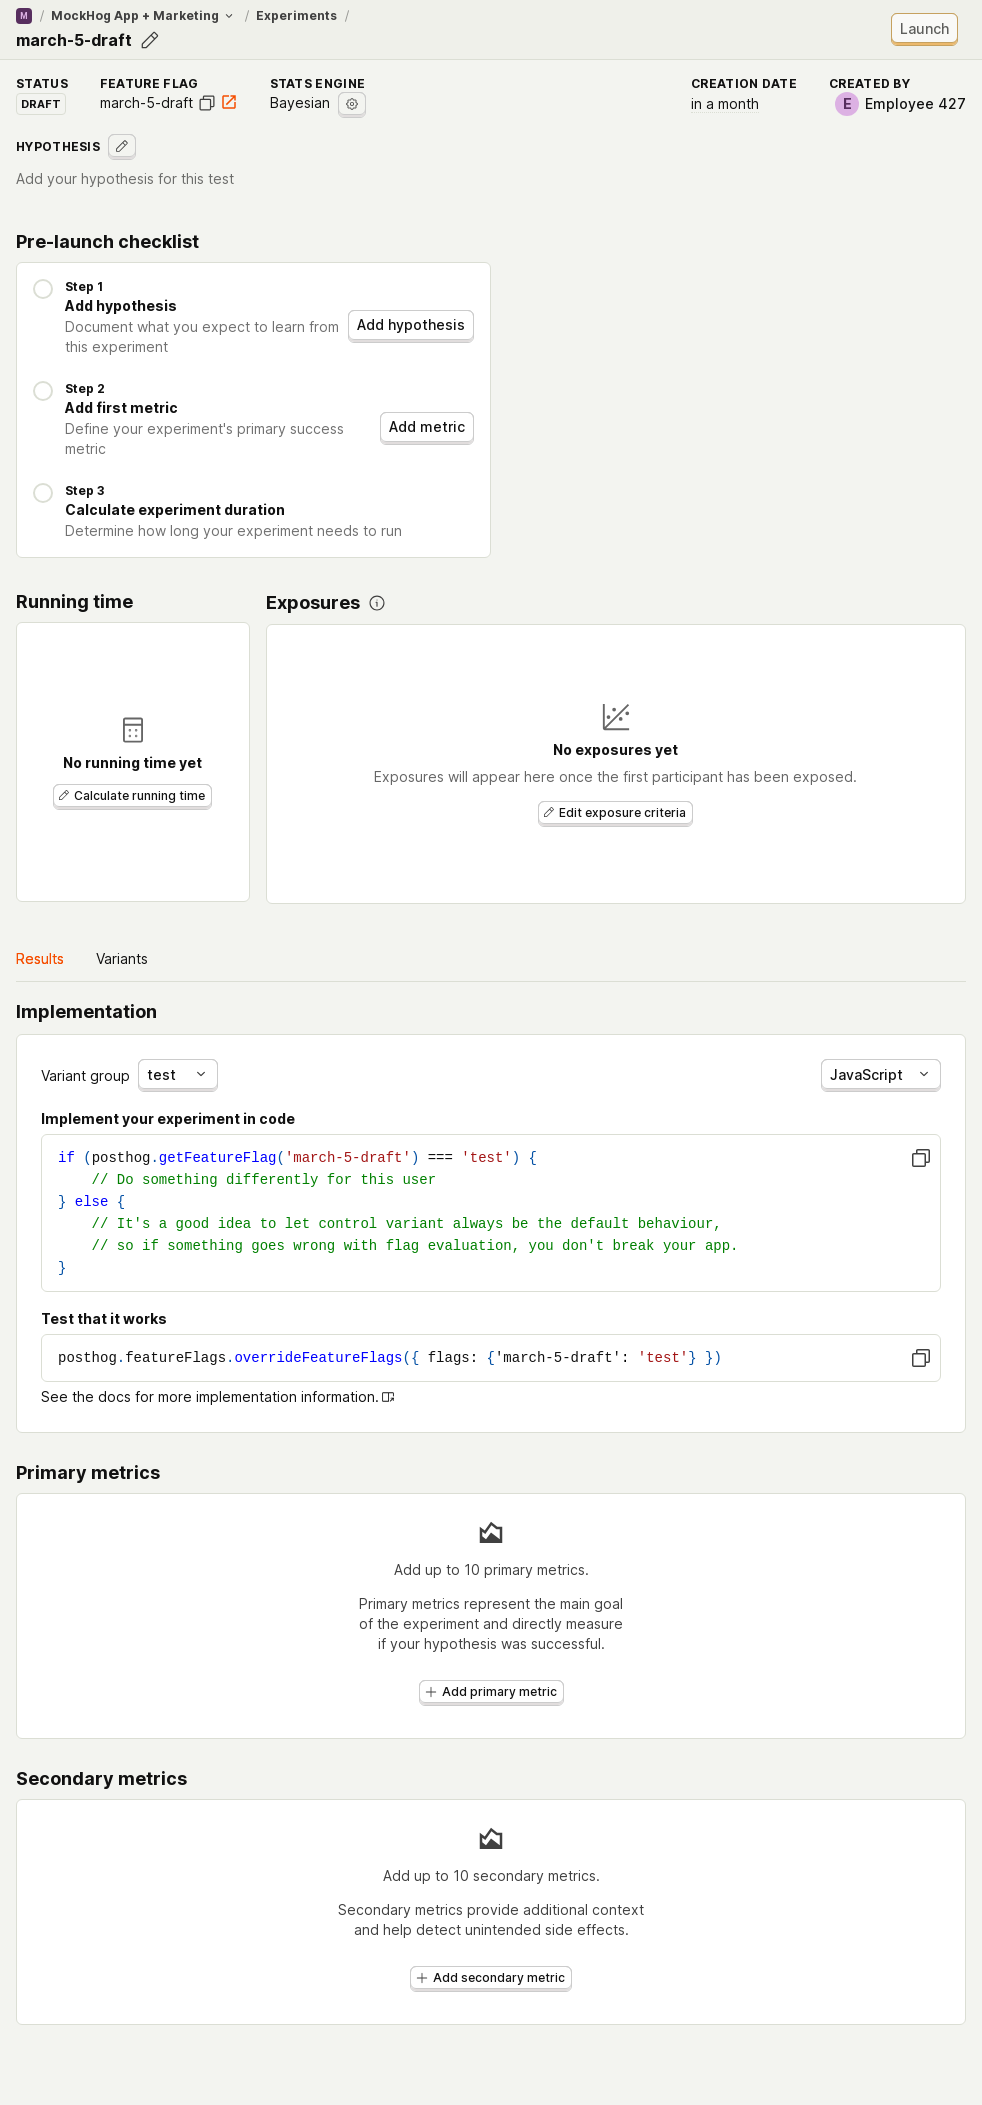 M / MockHog App + Marketing / Experiments /
march-5-draft
Launch
STATUS
DRAFT
FEATURE FLAG
march-5-draft
STATS ENGINE
Bayesian
CREATION DATE
in a month
CREATED BY
E Employee 427
HYPOTHESIS
Add your hypothesis for this test
Pre-launch checklist
Step 1
Add hypothesis
Document what you expect to learn from
this experiment
Add hypothesis
Step 2
Add first metric
Define your experiment's primary success
metric
Add metric
Step 3
Calculate experiment duration
Determine how long your experiment needs to run
Running time
No running time yet
Calculate running time
Exposures
No exposures yet
Exposures will appear here once the first participant has been exposed.
Edit exposure criteria
Results Variants
Implementation
Variant group test JavaScript
Implement your experiment in code
if (posthog.getFeatureFlag('march-5-draft') === 'test') {
    // Do something differently for this user
} else {
    // It's a good idea to let control variant always be the default behaviour,
    // so if something goes wrong with flag evaluation, you don't break your app.
}
Test that it works
posthog.featureFlags.overrideFeatureFlags({ flags: {'march-5-draft': 'test'} })
See the docs for more implementation information.
Primary metrics
Add up to 10 primary metrics.
Primary metrics represent the main goal
of the experiment and directly measure
if your hypothesis was successful.
Add primary metric
Secondary metrics
Add up to 10 secondary metrics.
Secondary metrics provide additional context
and help detect unintended side effects.
Add secondary metric